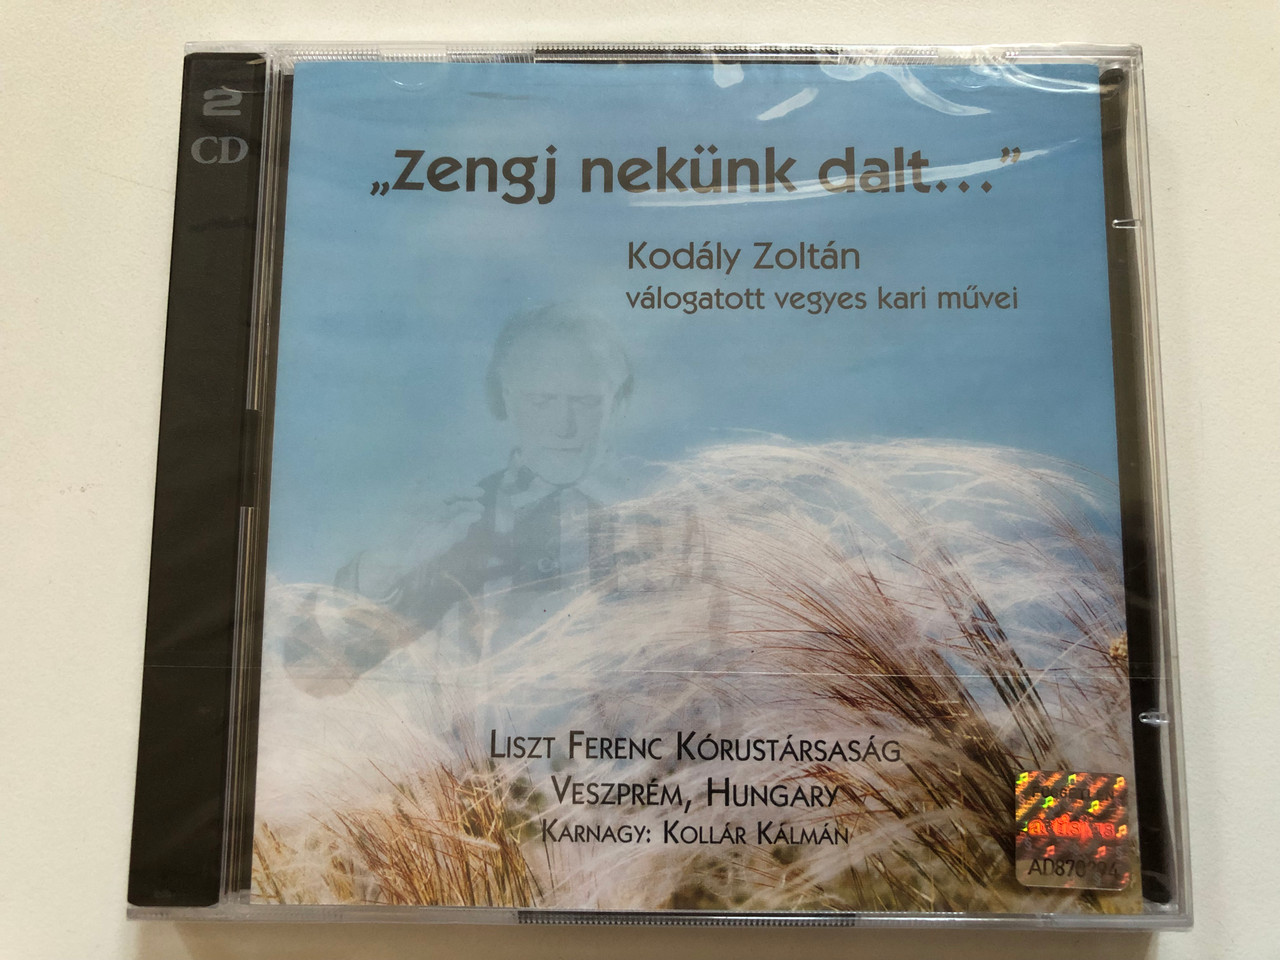 2
CD
„Zengj nekünk dalt...”
Kodály Zoltán
válogatott vegyes kari művei
Liszt Ferenc Kórustársaság
Veszprém, Hungary
Karnagy: Kollár Kálmán
artisjus